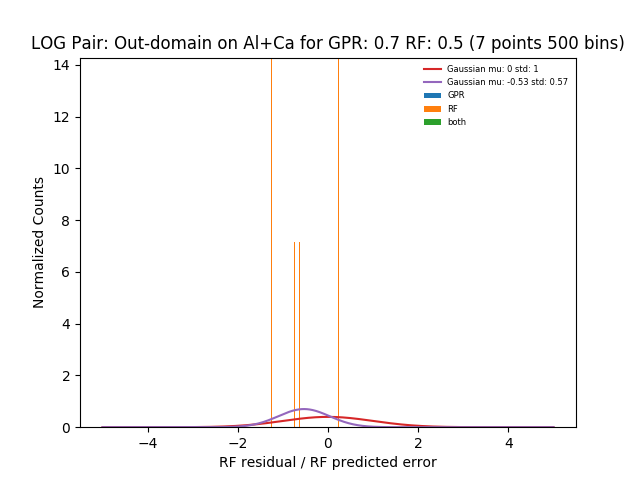 LOG Pair: Out-domain on Al+Ca for GPR: 0.7 RF: 0.5 (7 points 500 bins)
Gaussian mu: 0 std: 1
Gaussian mu: -0.53 std: 0.57
GPR
RF
both
Normalized Counts
14
12
10
8
6
4
2
0
−4 −2 0 2 4
RF residual / RF predicted error